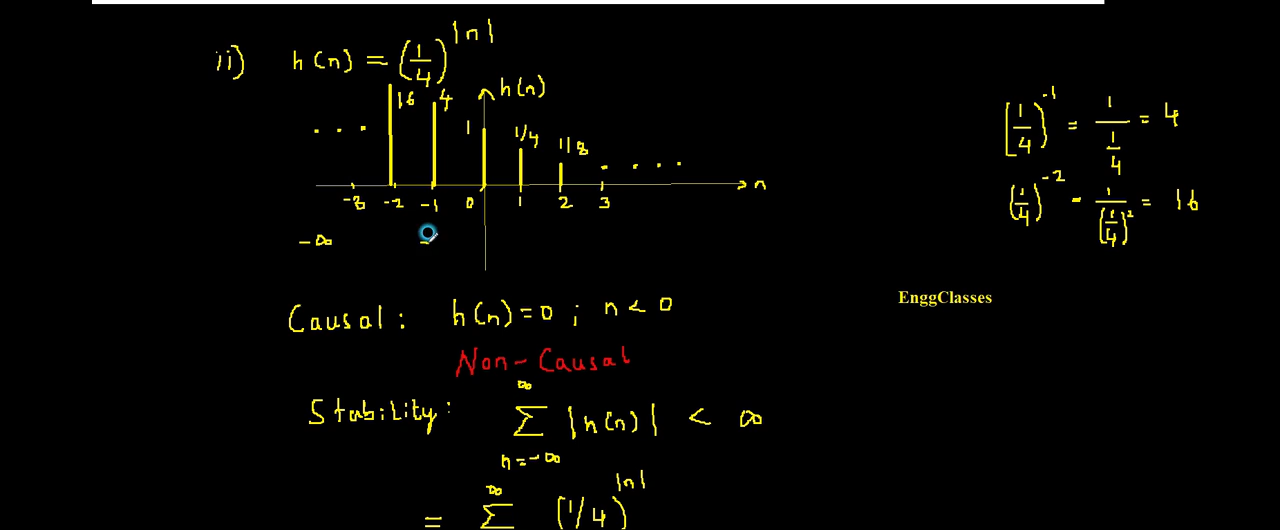 ii) h(n) = (1/4)^|n|
h(n)
16 4 1 1/4 1/8
. . . . . . .
n
-3 -2 -1 0 1 2 3
-∞ -
(1/4)^-1 = 1/(1/4) = 4
(1/4)^-2 = 1/(1/4)^2 = 16
EnggClasses
Causal : h(n) = 0 ; n < 0
Non-Causal
Stability : ∑_{n=-∞}^{∞} |h(n)| < ∞
= ∑^{∞} (1/4)^|n|